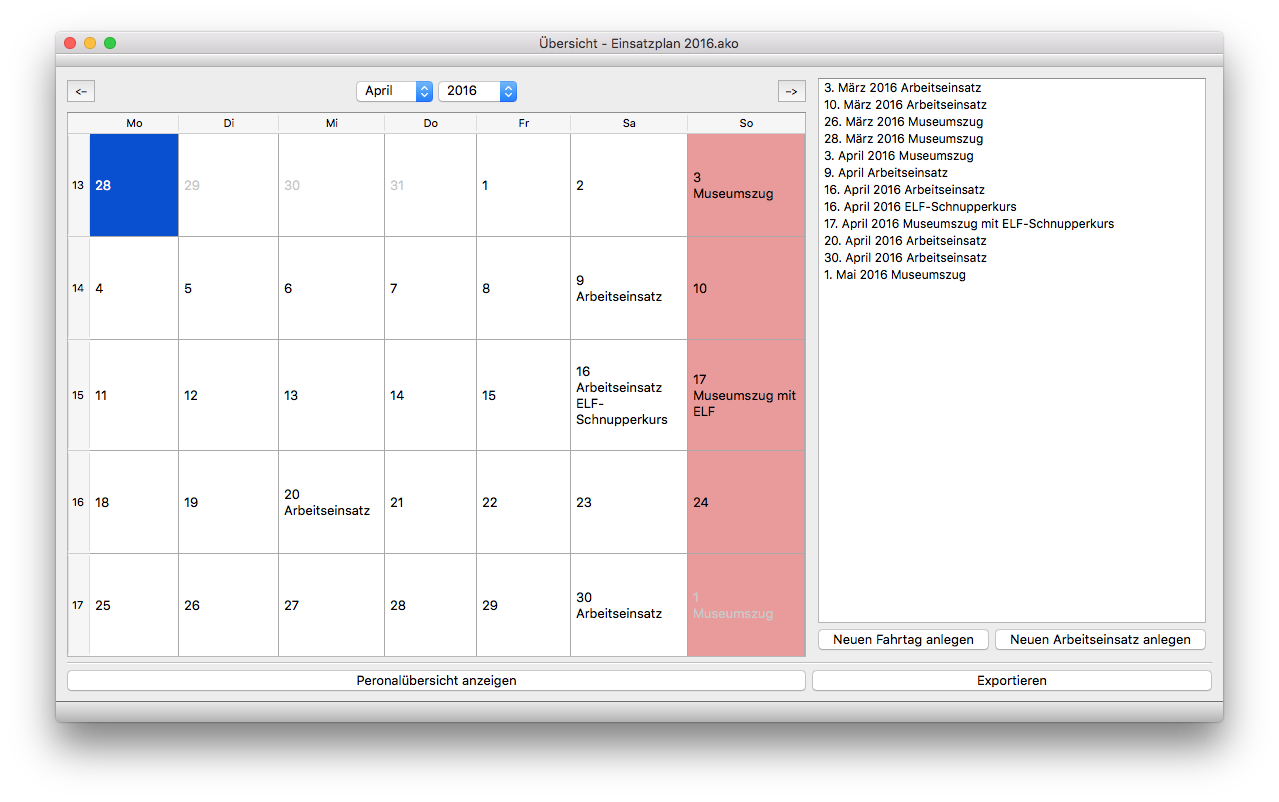 Übersicht - Einsatzplan 2016.ako
<- April 2016 ->
Mo Di Mi Do Fr Sa So
13 28 29 30 31 1 2 3
Museumszug
14 4 5 6 7 8 9 10
Arbeitseinsatz
15 11 12 13 14 15 16 17
Arbeitseinsatz Museumszug mit
ELF- ELF
Schnupperkurs
16 18 19 20 21 22 23 24
Arbeitseinsatz
17 25 26 27 28 29 30 1
Arbeitseinsatz Museumszug
3. März 2016 Arbeitseinsatz
10. März 2016 Arbeitseinsatz
26. März 2016 Museumszug
28. März 2016 Museumszug
3. April 2016 Museumszug
9. April Arbeitseinsatz
16. April 2016 Arbeitseinsatz
16. April 2016 ELF-Schnupperkurs
17. April 2016 Museumszug mit ELF-Schnupperkurs
20. April 2016 Arbeitseinsatz
30. April 2016 Arbeitseinsatz
1. Mai 2016 Museumszug
Neuen Fahrtag anlegen Neuen Arbeitseinsatz anlegen
Peronalübersicht anzeigen Exportieren